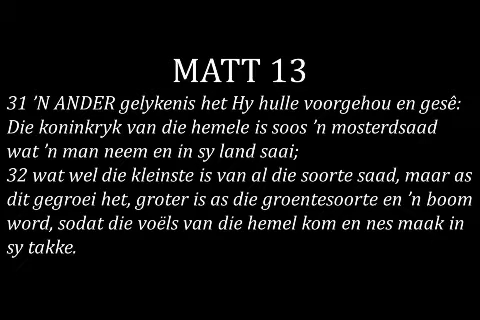 MATT 13
31 ’N ANDER gelykenis het Hy hulle voorgehou en gesê:
Die koninkryk van die hemele is soos ’n mosterdsaad
wat ’n man neem en in sy land saai;
32 wat wel die kleinste is van al die soorte saad, maar as
dit gegroei het, groter is as die groentesoorte en ’n boom
word, sodat die voëls van die hemel kom en nes maak in
sy takke.